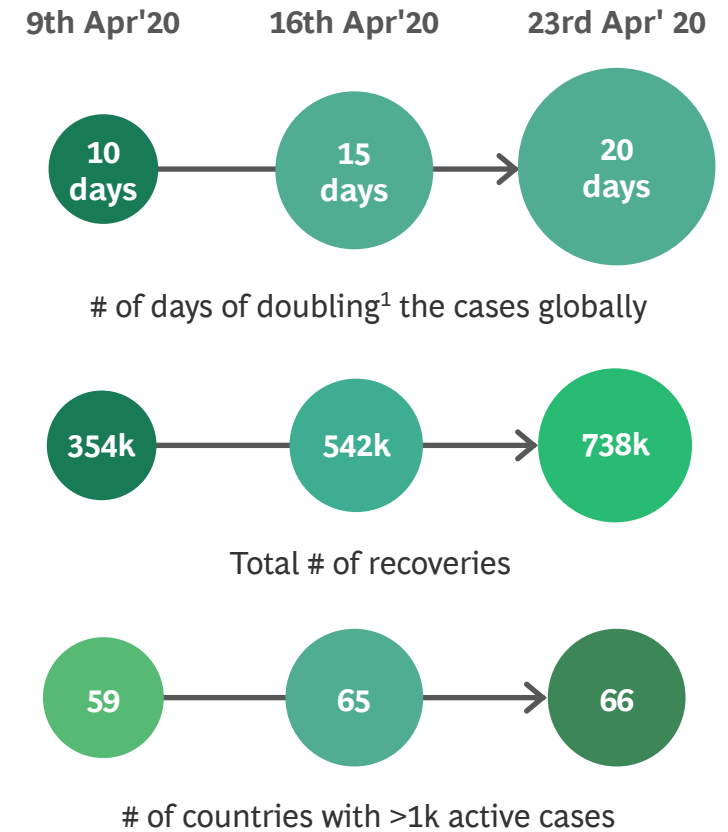 9th Apr'20 16th Apr'20 23rd Apr' 20
10 days 15 days 20 days
# of days of doubling¹ the cases globally
354k 542k 738k
Total # of recoveries
59 65 66
# of countries with >1k active cases